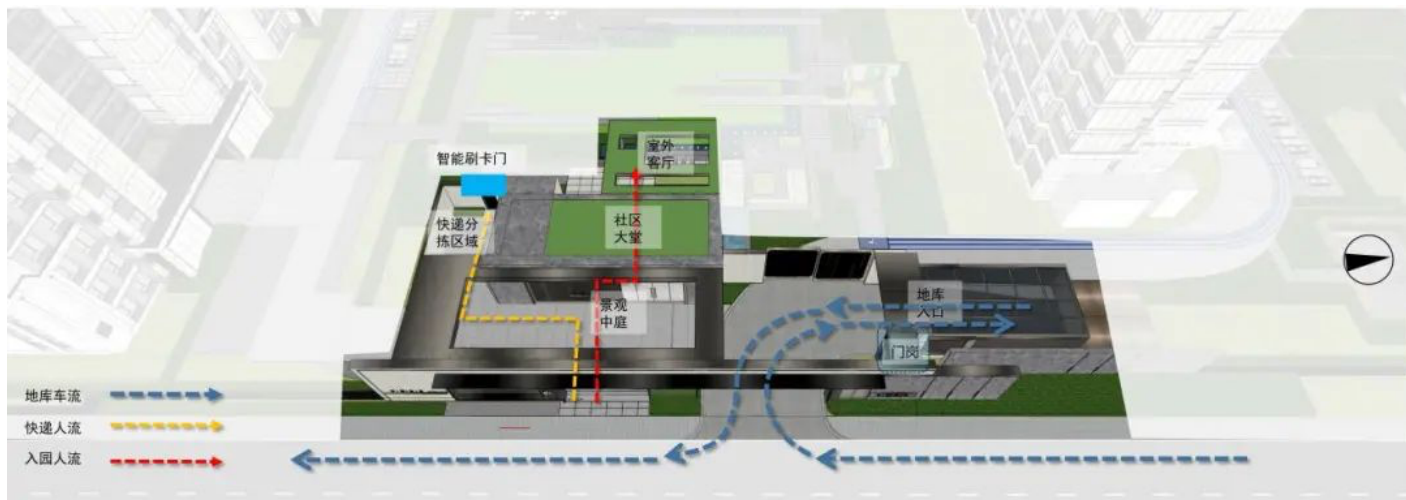 智能刷卡门
室外
客厅
快递分
拣区域
社区
大堂
景观
中庭
地库
入口
门岗
地库车流
快递人流
入园人流